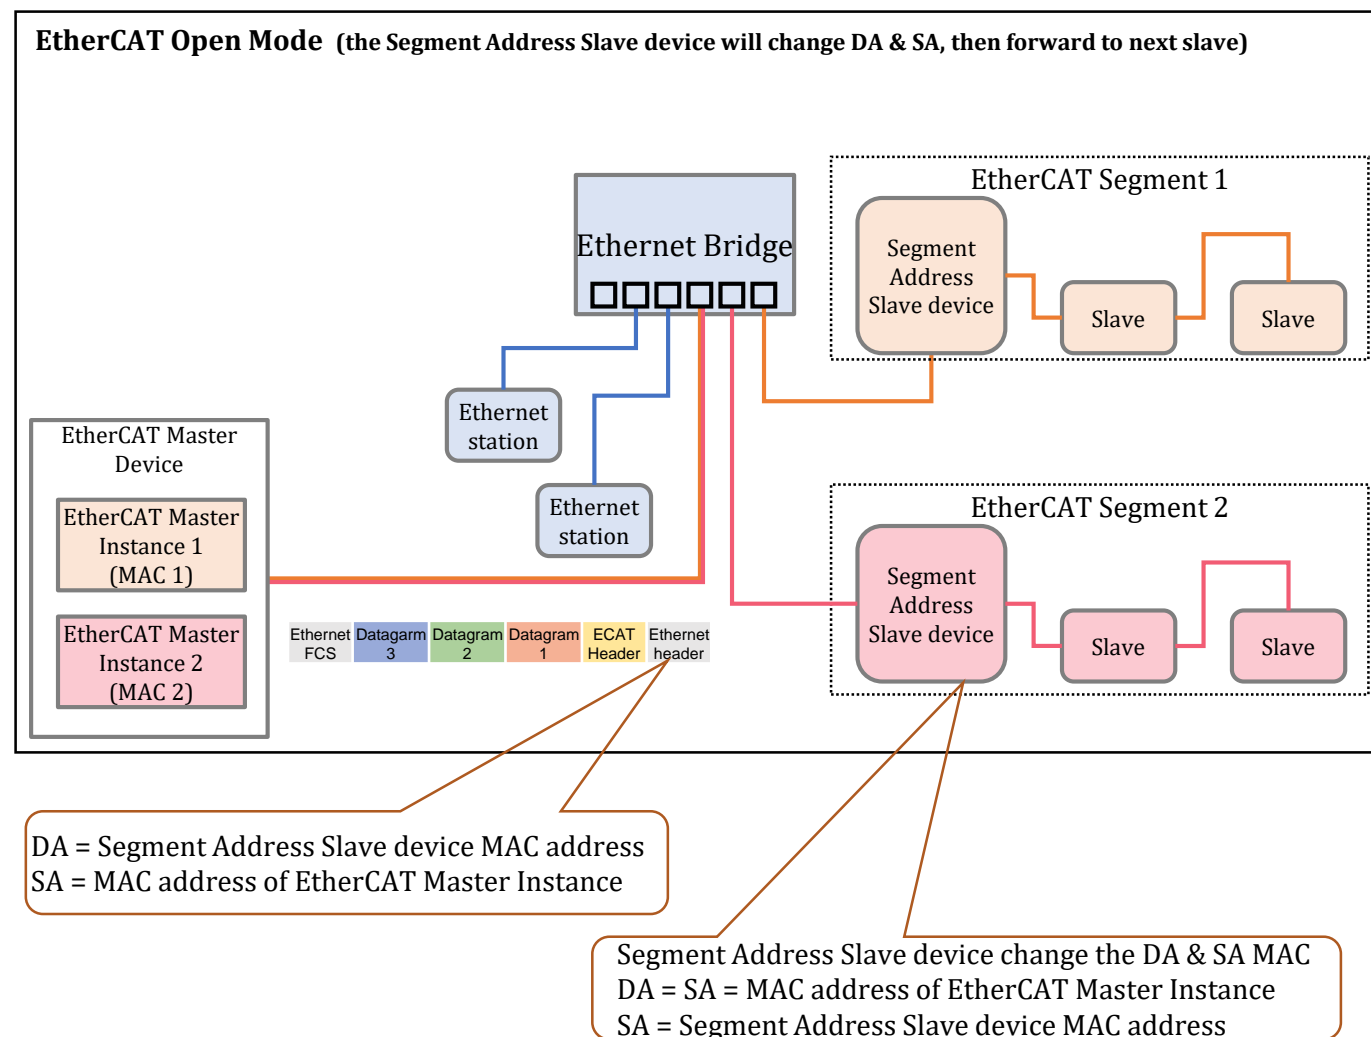 EtherCAT Open Mode (the Segment Address Slave device will change DA & SA, then forward to next slave)
Ethernet Bridge
EtherCAT Segment 1
Segment
Address
Slave device
Slave
Slave
Ethernet
station
Ethernet
station
EtherCAT Master
Device
EtherCAT Master
Instance 1
(MAC 1)
EtherCAT Master
Instance 2
(MAC 2)
EtherCAT Segment 2
Segment
Address
Slave device
Slave
Slave
Ethernet
FCS
Datagarm
3
Datagram
2
Datagram
1
ECAT
Header
Ethernet
header
DA = Segment Address Slave device MAC address
SA = MAC address of EtherCAT Master Instance
Segment Address Slave device change the DA & SA MAC
DA = SA = MAC address of EtherCAT Master Instance
SA = Segment Address Slave device MAC address